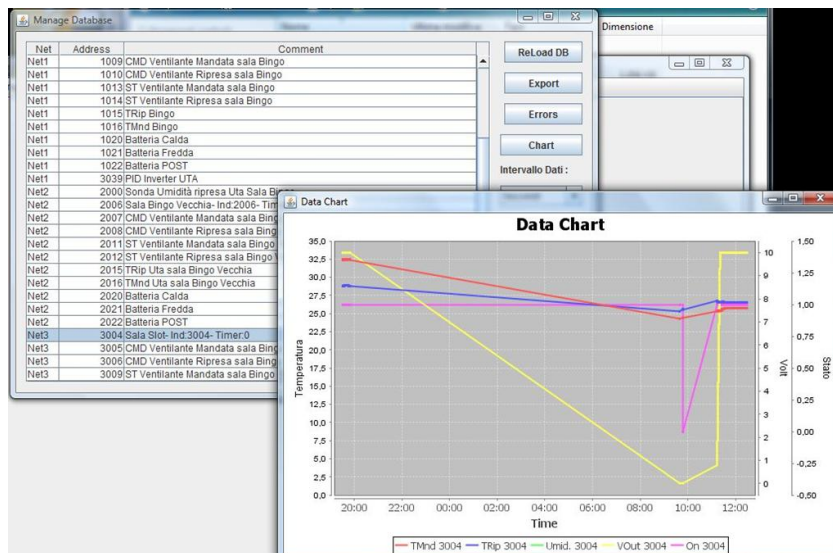 Manage Database
Dimensione
Net Address Comment
Net1 1009 CMD Ventilante Mandata sala Bingo
Net1 1010 CMD Ventilante Ripresa sala Bingo
Net1 1013 ST Ventilante Mandata sala Bingo
Net1 1014 ST Ventilante Ripresa sala Bingo
Net1 1015 TRip Bingo
Net1 1016 TMnd Bingo
Net1 1020 Batteria Calda
Net1 1021 Batteria Fredda
Net1 1022 Batteria POST
Net1 3039 PID Inverter UTA
Net2 2000 Sonda Umidità ripresa Uta Sala
Net2 2006 Sala Bingo Vecchia- Ind:2006- Tim
Net2 2007 CMD Ventilante Mandata sala Bing
Net2 2008 CMD Ventilante Ripresa sala Bing
Net2 2011 ST Ventilante Mandata sala Bingo
Net2 2012 ST Ventilante Ripresa sala Bingo V
Net2 2015 TRip Uta sala Bingo Vecchia
Net2 2016 TMnd Uta sala Bingo Vecchia
Net2 2020 Batteria Calda
Net2 2021 Batteria Fredda
Net2 2022 Batteria POST
Net3 3004 Sala Slot- Ind:3004- Timer:0
Net3 3005 CMD Ventilante Mandata sala Bing
Net3 3006 CMD Ventilante Ripresa sala Bing
Net3 3009 ST Ventilante Mandata sala Bingo
ReLoad DB
Export
Errors
Chart
Intervallo Dati :
Data Chart
Data Chart
Temperatura
35,0
32,5
30,0
27,5
25,0
22,5
20,0
17,5
15,0
12,5
10,0
7,5
5,0
2,5
0,0
10
9
8
7
6
5
4
3
2
1
0
Volt
1,50
1,25
1,00
0,75
0,50
0,25
0,00
-0,25
-0,50
Stato
20:00 22:00 00:00 02:00 04:00 06:00 08:00 10:00 12:00
Time
TMnd 3004 TRip 3004 Umid. 3004 VOut 3004 On 3004